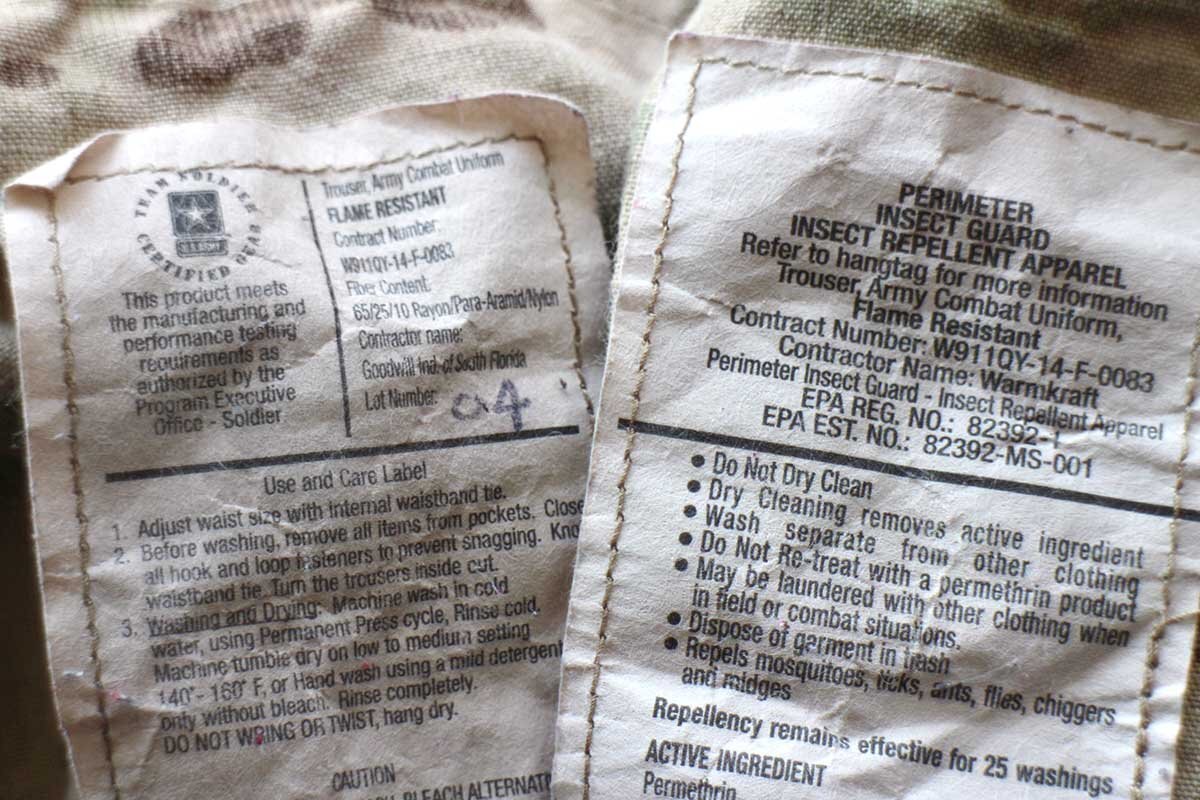 TEAM SOLDIER
CERTIFIED GEAR
U.S. ARMY
This product meets
the manufacturing and
performance testing
requirements as
authorized by the
Program Executive
Office - Soldier
Trouser, Army Combat Uniform
FLAME RESISTANT
Contract Number:
W911QY-14-F-0083
Fiber Content:
65/25/10 Rayon/Para-Aramid/Nylon
Contractor name:
Goodwill Ind. of South Florida
Lot Number: 04
Use and Care Label
1. Adjust waist size with internal waistband tie.
2. Before washing, remove all items from pockets. Close
all hook and loop fasteners to prevent snagging. Kno
waistband tie. Turn the trousers inside out.
3. Washing and Drying: Machine wash in cold
water, using Permanent Press cycle, Rinse cold.
Machine tumble dry on low to medium setting
140°- 160° F, or Hand wash using a mild detergent
only without bleach. Rinse completely.
DO NOT WRING OR TWIST, hang dry.
CAUTION
BLEACH ALTERNAT
PERIMETER
INSECT GUARD
INSECT REPELLENT APPAREL
Refer to hangtag for more information
Trouser, Army Combat Uniform,
Flame Resistant
Contract Number: W911QY-14-F-0083
Contractor Name: Warmkraft
Perimeter Insect Guard - Insect Repellent Apparel
EPA REG. NO.: 82392-1
EPA EST. NO.: 82392-MS-001
• Do Not Dry Clean
• Dry Cleaning removes active ingredient
• Wash separate from other clothing
• Do Not Re-treat with a permethrin product
• May be laundered with other clothing when
in field or combat situations.
• Dispose of garment in trash
• Repels mosquitoes, ticks, ants, flies, chiggers
and midges
Repellency remains effective for 25 washings
ACTIVE INGREDIENT
Permethrin